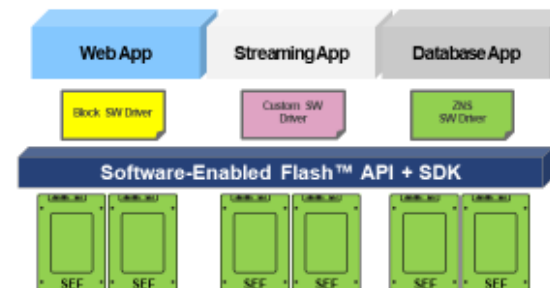 Web App
Streaming App
Database App
Block SW Driver
Custom SW
Driver
ZNS
SW Driver
Software-Enabled Flash™ API + SDK
SEF
SEF
SEF
SEF
SEF
SEF